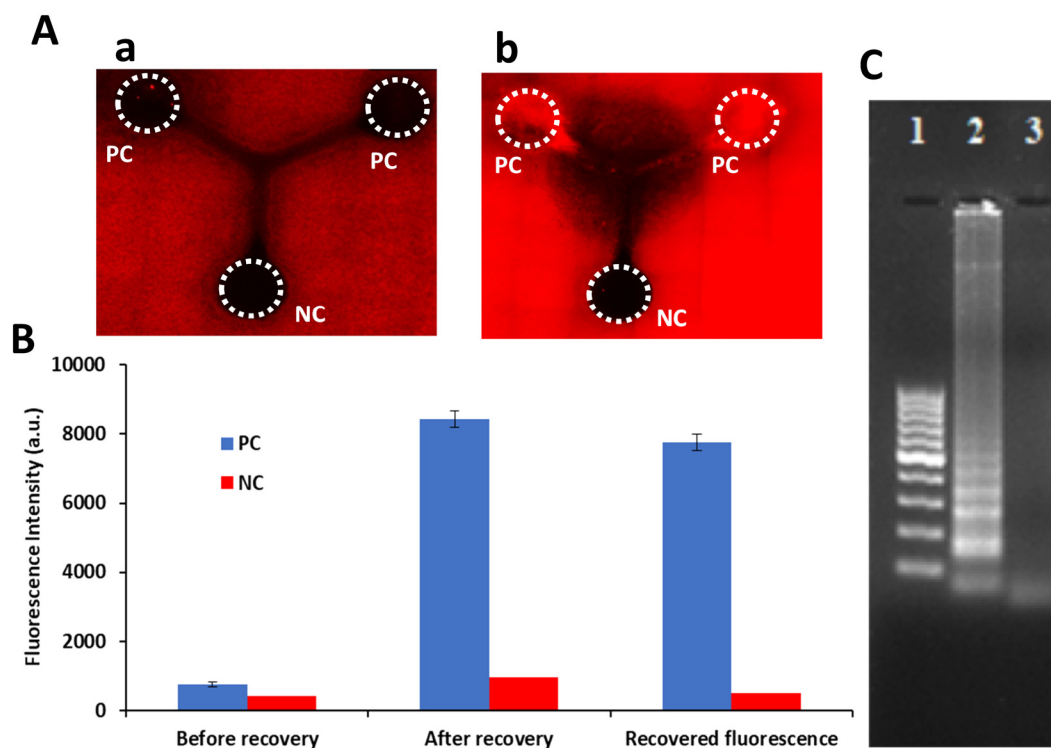 A
a
b
C
PC
PC
NC
PC
PC
NC
1 2 3
B
10000
8000
6000
4000
2000
0
Fluorescence Intensity (a.u.)
PC
NC
Before recovery
After recovery
Recovered fluorescence